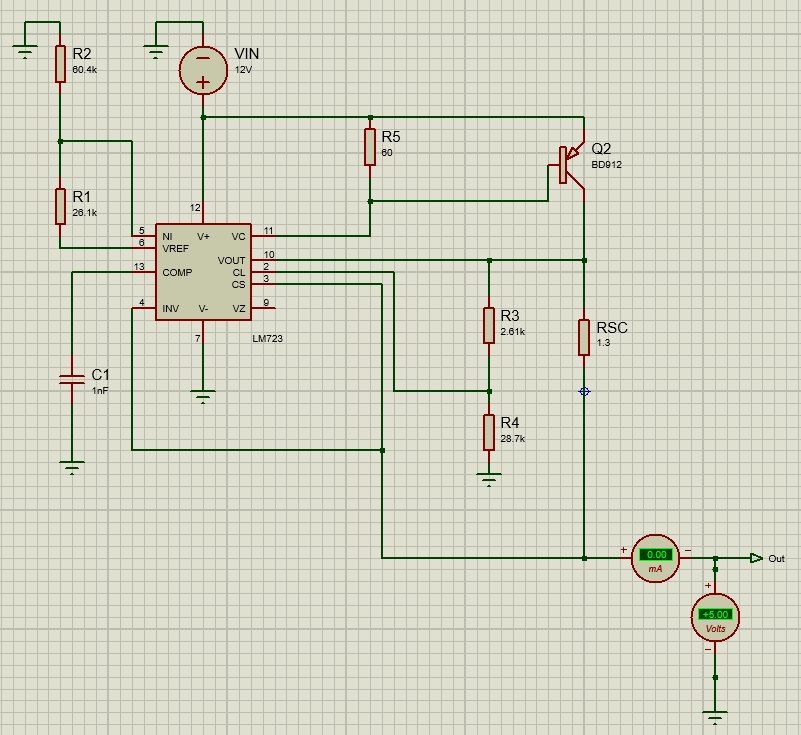 R2
60.4k
VIN
12V
R5
60
Q2
BD912
R1
26.1k
12
5
NI
V+
VC
11
6
VREF
VOUT
10
13
COMP
CL
2
CS
3
4
INV
V-
VZ
9
7
LM723
R3
2.61k
RSC
1.3
C1
1nF
R4
28.7k
+
0.00
mA
−
Out
+
+5.00
Volts
−